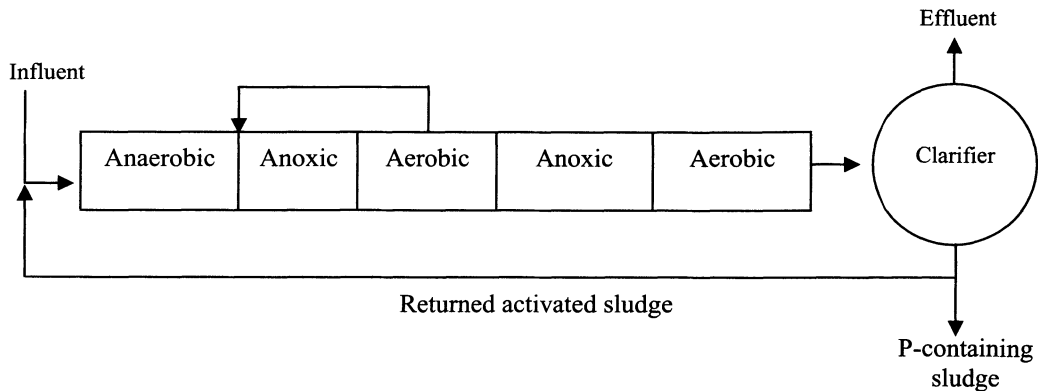 Effluent
Influent
Anaerobic
Anoxic
Aerobic
Anoxic
Aerobic
Clarifier
Returned activated sludge
P-containing
sludge